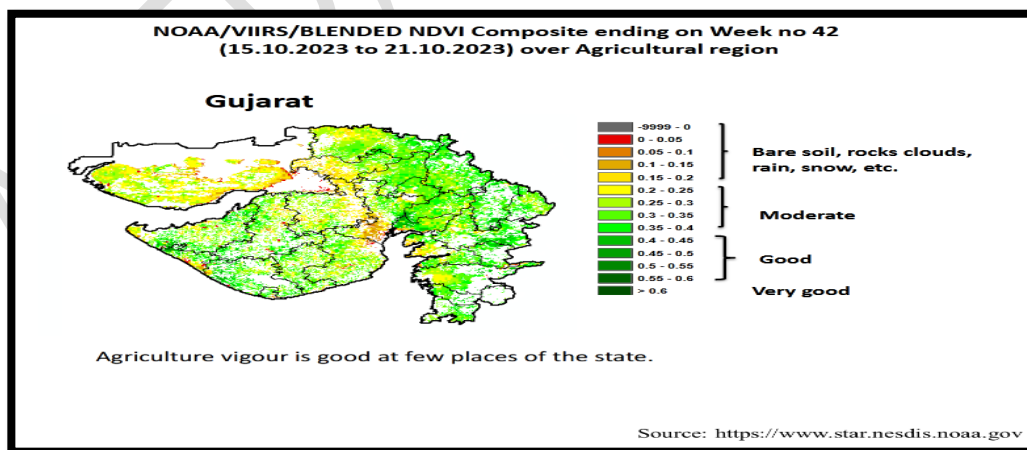 NOAA/VIIRS/BLENDED NDVI Composite ending on Week no 42
(15.10.2023 to 21.10.2023) over Agricultural region
Gujarat
-9999 - 0
0 - 0.05
0.05 - 0.1
0.1 - 0.15
0.15 - 0.2
0.2 - 0.25
0.25 - 0.3
0.3 - 0.35
0.35 - 0.4
0.4 - 0.45
0.45 - 0.5
0.5 - 0.55
0.55 - 0.6
> 0.6
Bare soil, rocks clouds,
rain, snow, etc.
Moderate
Good
Very good
Agriculture vigour is good at few places of the state.
Source: https://www.star.nesdis.noaa.gov